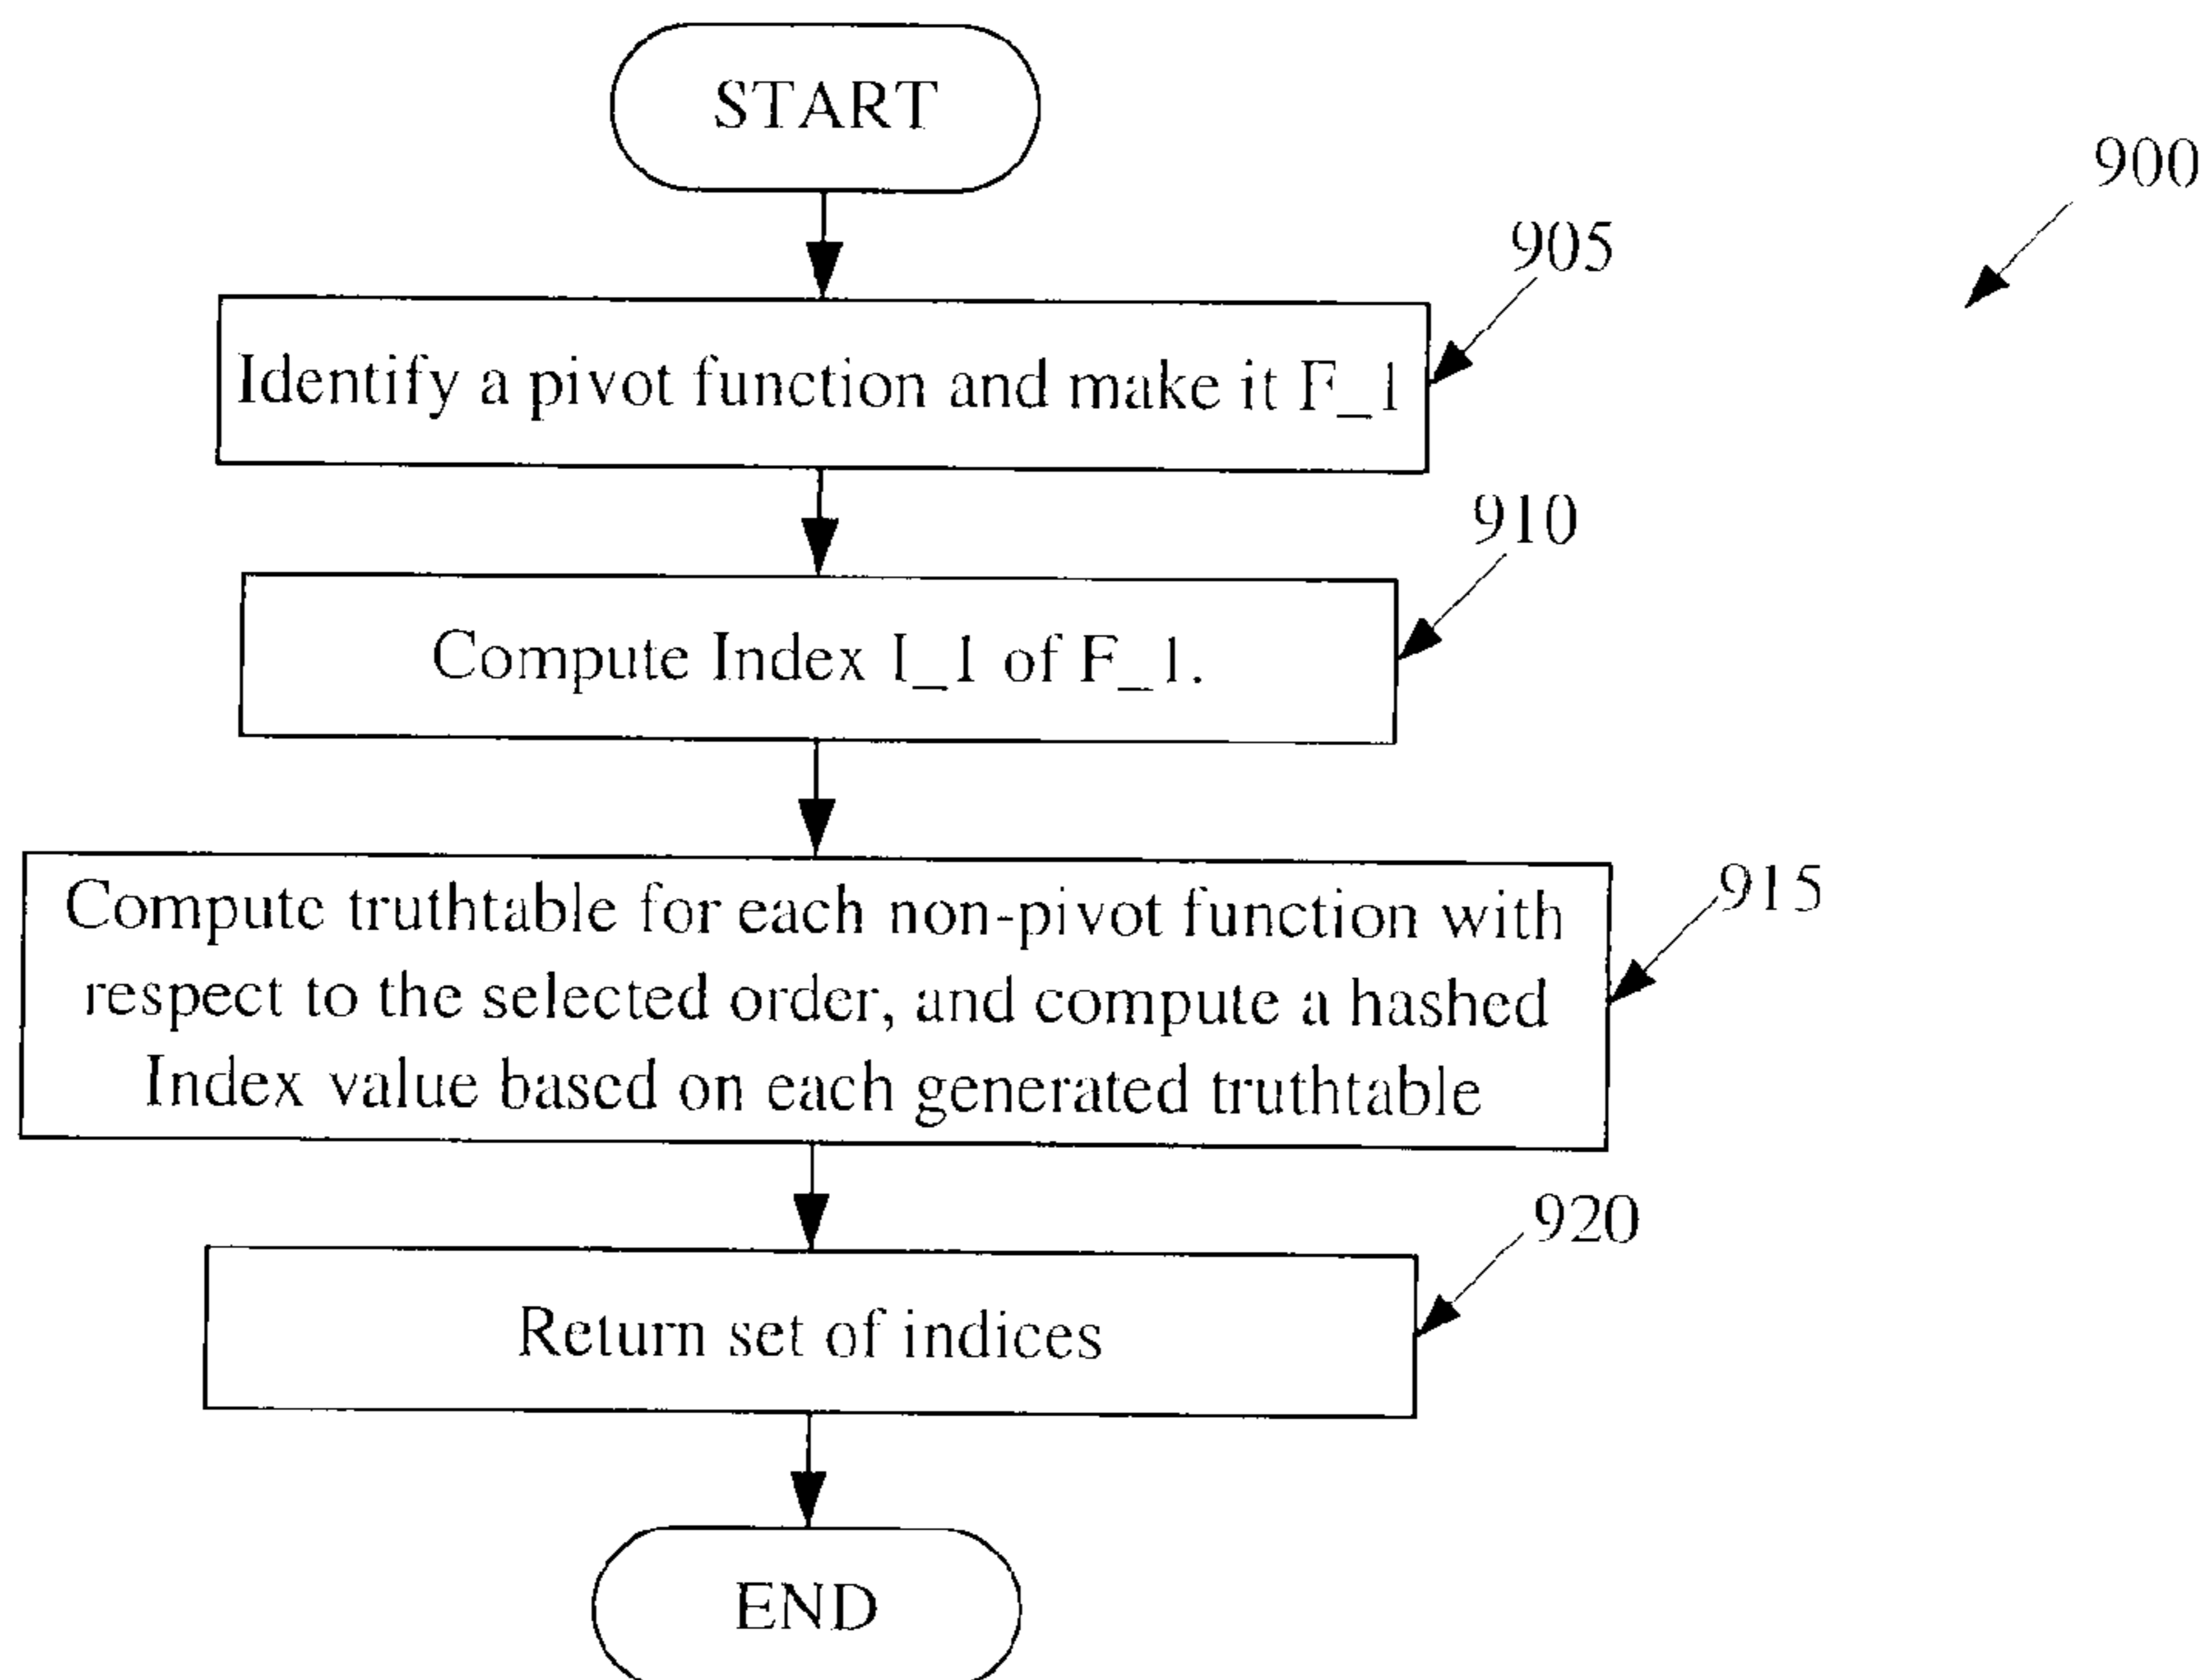 START
900
905
Identify a pivot function and make it F_1
910
Compute Index I_1 of F_1.
915
Compute truthtable for each non-pivot function with
respect to the selected order, and compute a hashed
Index value based on each generated truthtable
920
Return set of indices
END